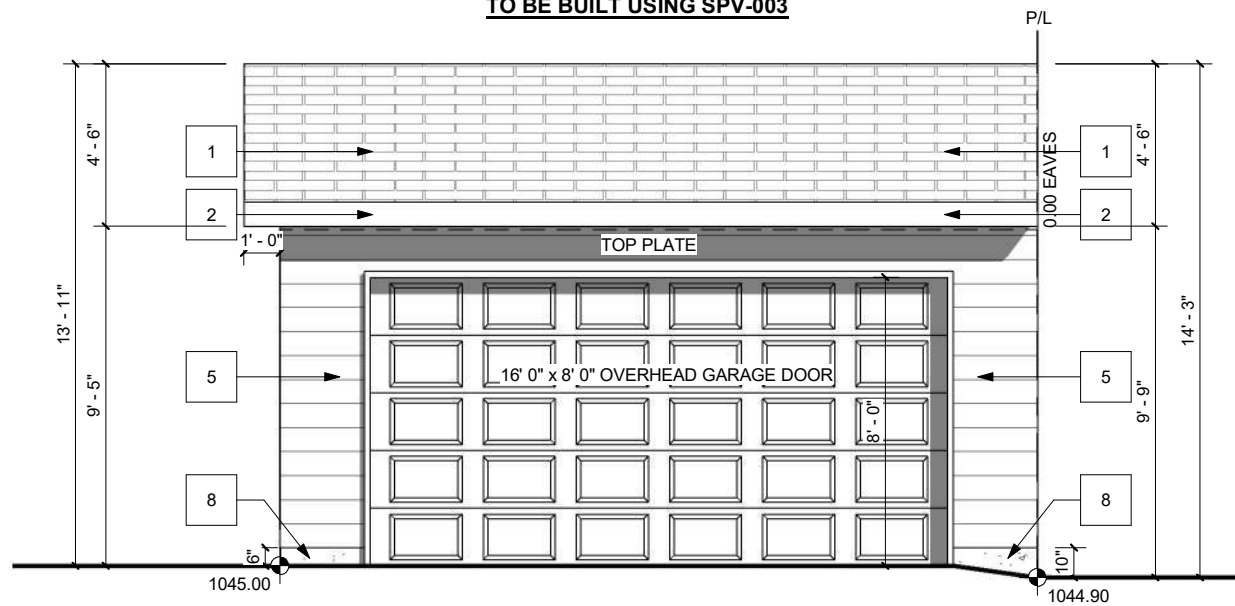 TO BE BUILT USING SPV-003
P/L
4' - 6"
1
1
4' - 6"
0.00 EAVES
2
2
1' - 0"
TOP PLATE
13' - 11"
14' - 3"
5
16' 0" x 8' 0" OVERHEAD GARAGE DOOR
5
9' - 5"
8' - 0"
9' - 9"
8
8
6"
10"
1045.00
1044.90